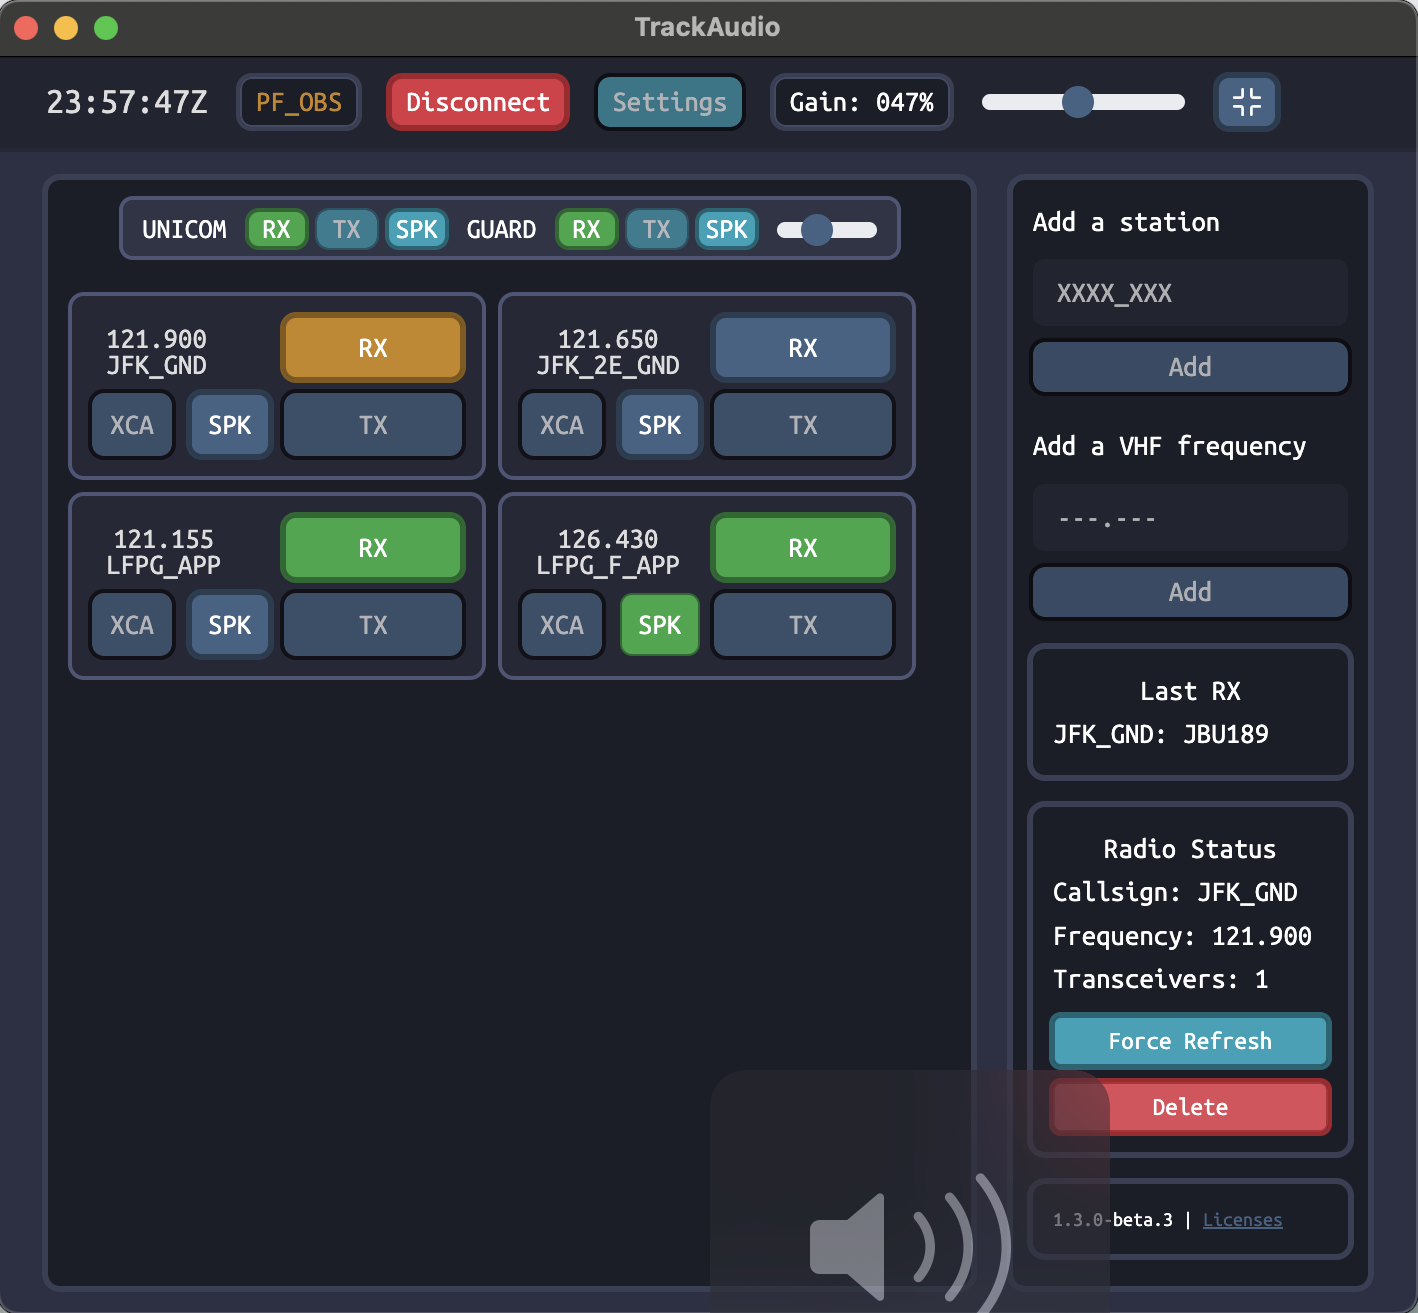 TrackAudio
23:57:47Z PF_OBS Disconnect Settings Gain: 047%
UNICOM RX TX SPK GUARD RX TX SPK
121.900
JFK_GND
RX
XCA SPK TX
121.650
JFK_2E_GND
RX
XCA SPK TX
121.155
LFPG_APP
RX
XCA SPK TX
126.430
LFPG_F_APP
RX
XCA SPK TX
Add a station
XXXX_XXX
Add
Add a VHF frequency
---.---
Add
Last RX
JFK_GND: JBU189
Radio Status
Callsign: JFK_GND
Frequency: 121.900
Transceivers: 1
Force Refresh
Delete
1.3.0-beta.3 | Licenses